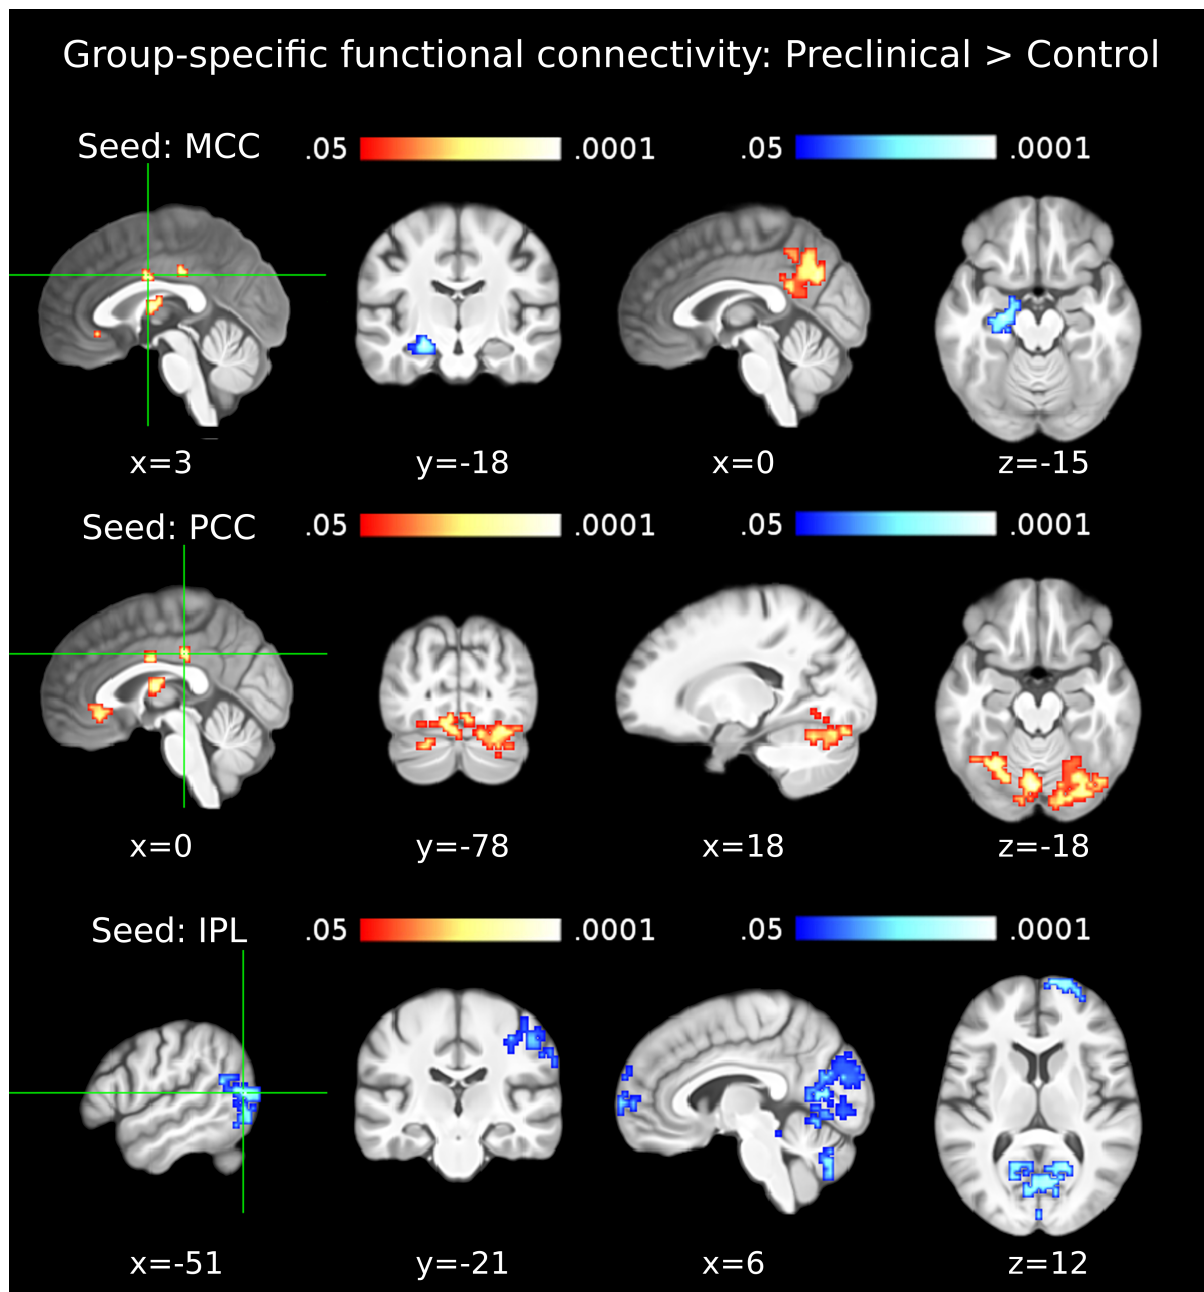 Group-specific functional connectivity: Preclinical > Control
Seed: MCC .05 .0001 .05 .0001
x=3 y=-18 x=0 z=-15
Seed: PCC .05 .0001 .05 .0001
x=0 y=-78 x=18 z=-18
Seed: IPL .05 .0001 .05 .0001
x=-51 y=-21 x=6 z=12